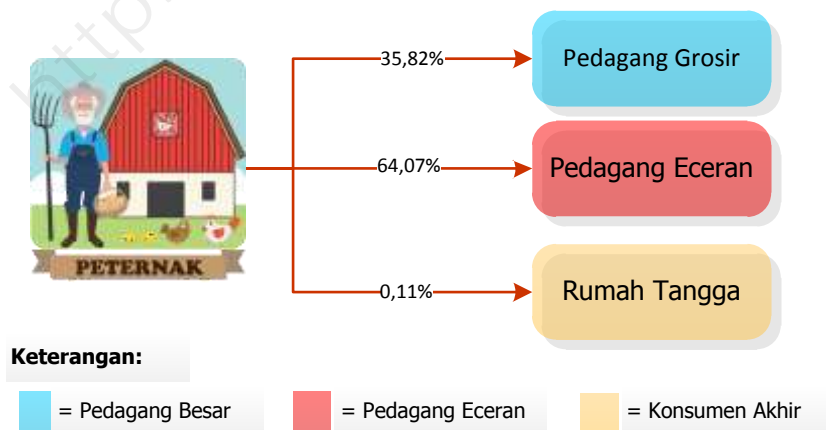 http
35,82%
Pedagang Grosir
64,07%
Pedagang Eceran
PETERNAK
0,11%
Rumah Tangga
Keterangan:
= Pedagang Besar
= Pedagang Eceran
= Konsumen Akhir